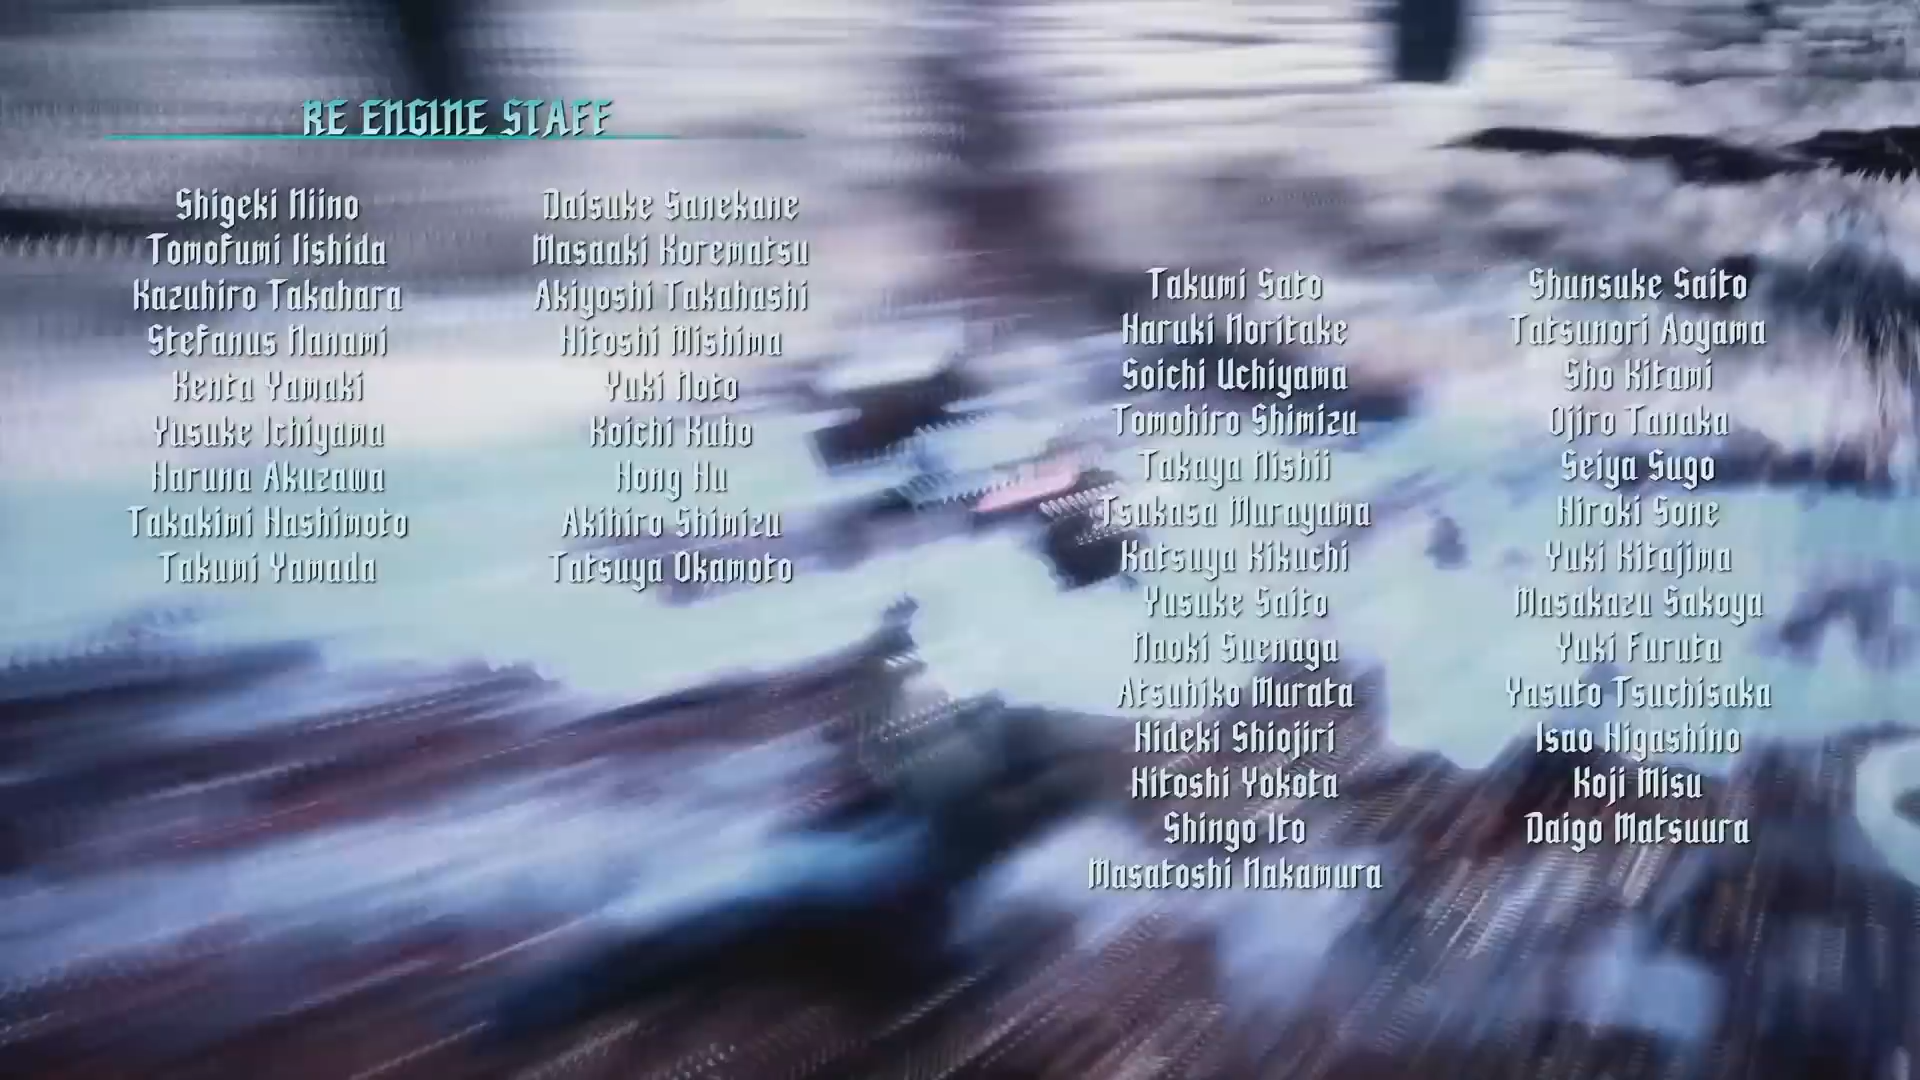 RE ENGINE STAFF
Shigeki Niino
Tomofumi Iishida
Kazuhiro Takahara
Stefanus Nanami
Kenta Yamaki
Yusuke Ichiyama
Haruna Akuzawa
Takakimi Hashimoto
Takumi Yamada
Daisuke Sanekane
Masaaki Korematsu
Akiyoshi Takahashi
Hitoshi Mishima
Yuki Noto
Koichi Kubo
Hong Hu
Akihiro Shimizu
Tatsuya Okamoto
Takumi Sato
Haruki Noritake
Soichi Uchiyama
Tomohiro Shimizu
Takaya Nishii
Tsukasa Murayama
Katsuya Kikuchi
Yusuke Saito
Naoki Suenaga
Atsuhiko Murata
Hideki Shiojiri
Hitoshi Yokota
Shingo Ito
Masatoshi Nakamura
Shunsuke Saito
Tatsunori Aoyama
Sho Kitami
Ojiro Tanaka
Seiya Sugo
Hiroki Sone
Yuki Kitajima
Masakazu Sakoya
Yuki Furuta
Yasuto Tsuchisaka
Isao Higashino
Koji Misu
Daigo Matsuura